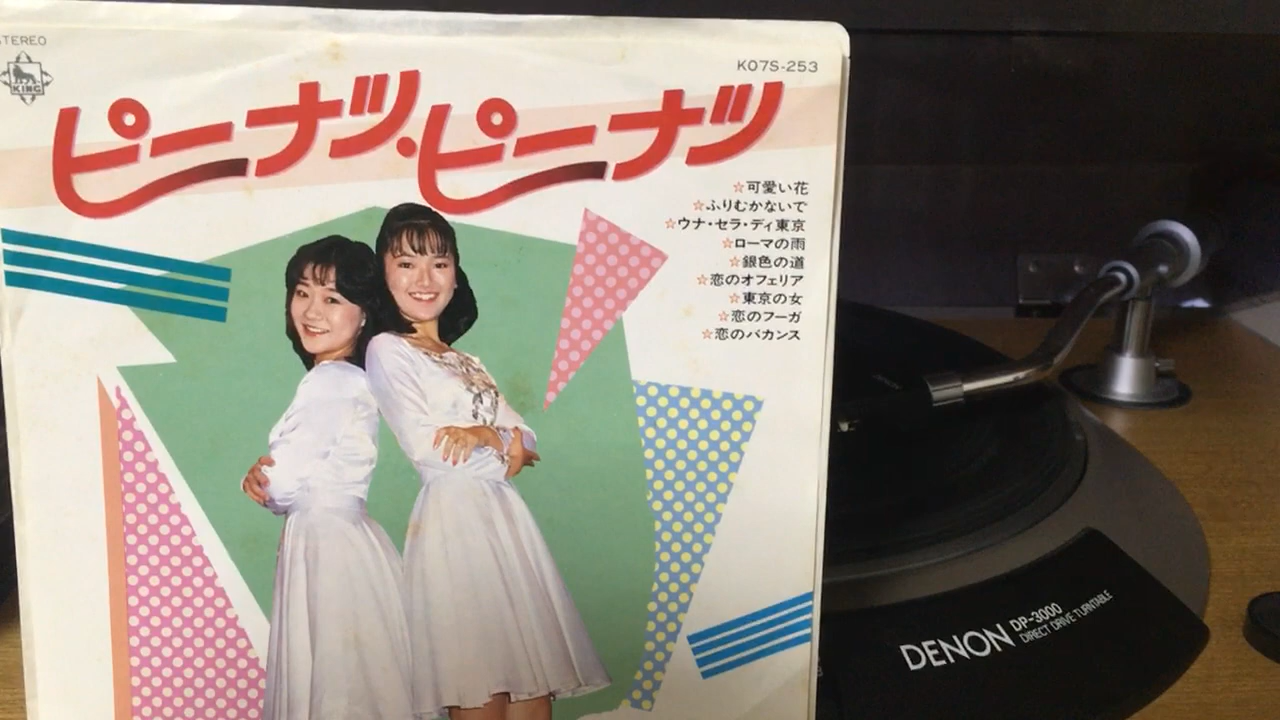 STEREO
KING
K07S-253
ピーナツ・ピーナツ
☆可愛い花
☆ふりむかないで
☆ウナ・セラ・ディ東京
☆ローマの雨
☆銀色の道
☆恋のオフェリア
☆東京の女
☆恋のフーガ
☆恋のバカンス
DENON DP-3000
DIRECT DRIVE TURNTABLE